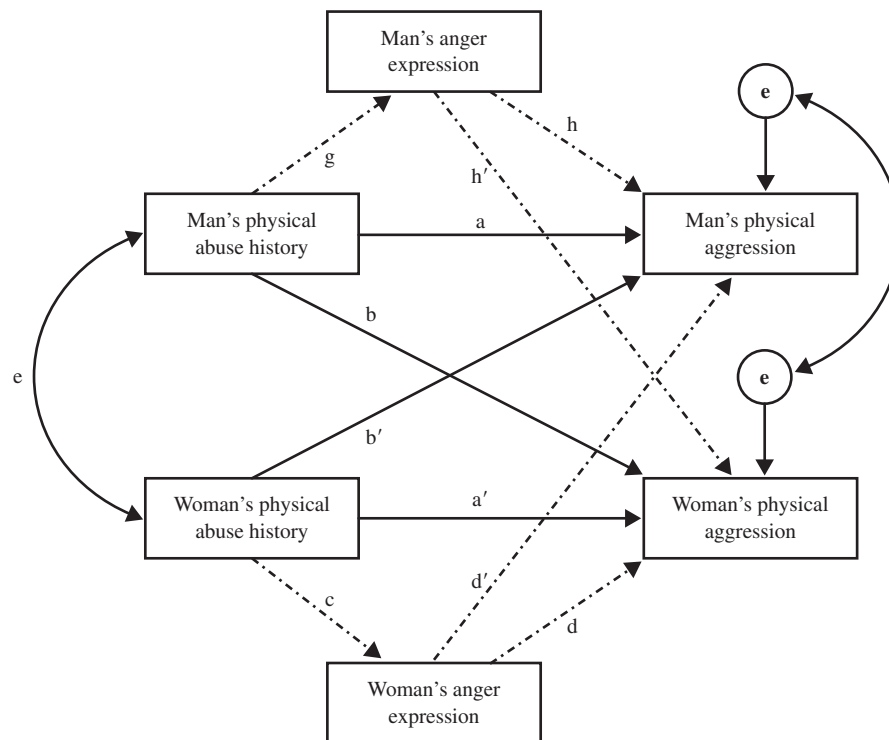 Man's anger
expression
e
g
h
h′
Man's physical
abuse history
a
Man's physical
aggression
b
e
e
b′
Woman's physical
abuse history
a′
Woman's physical
aggression
c
d′
d
Woman's anger
expression